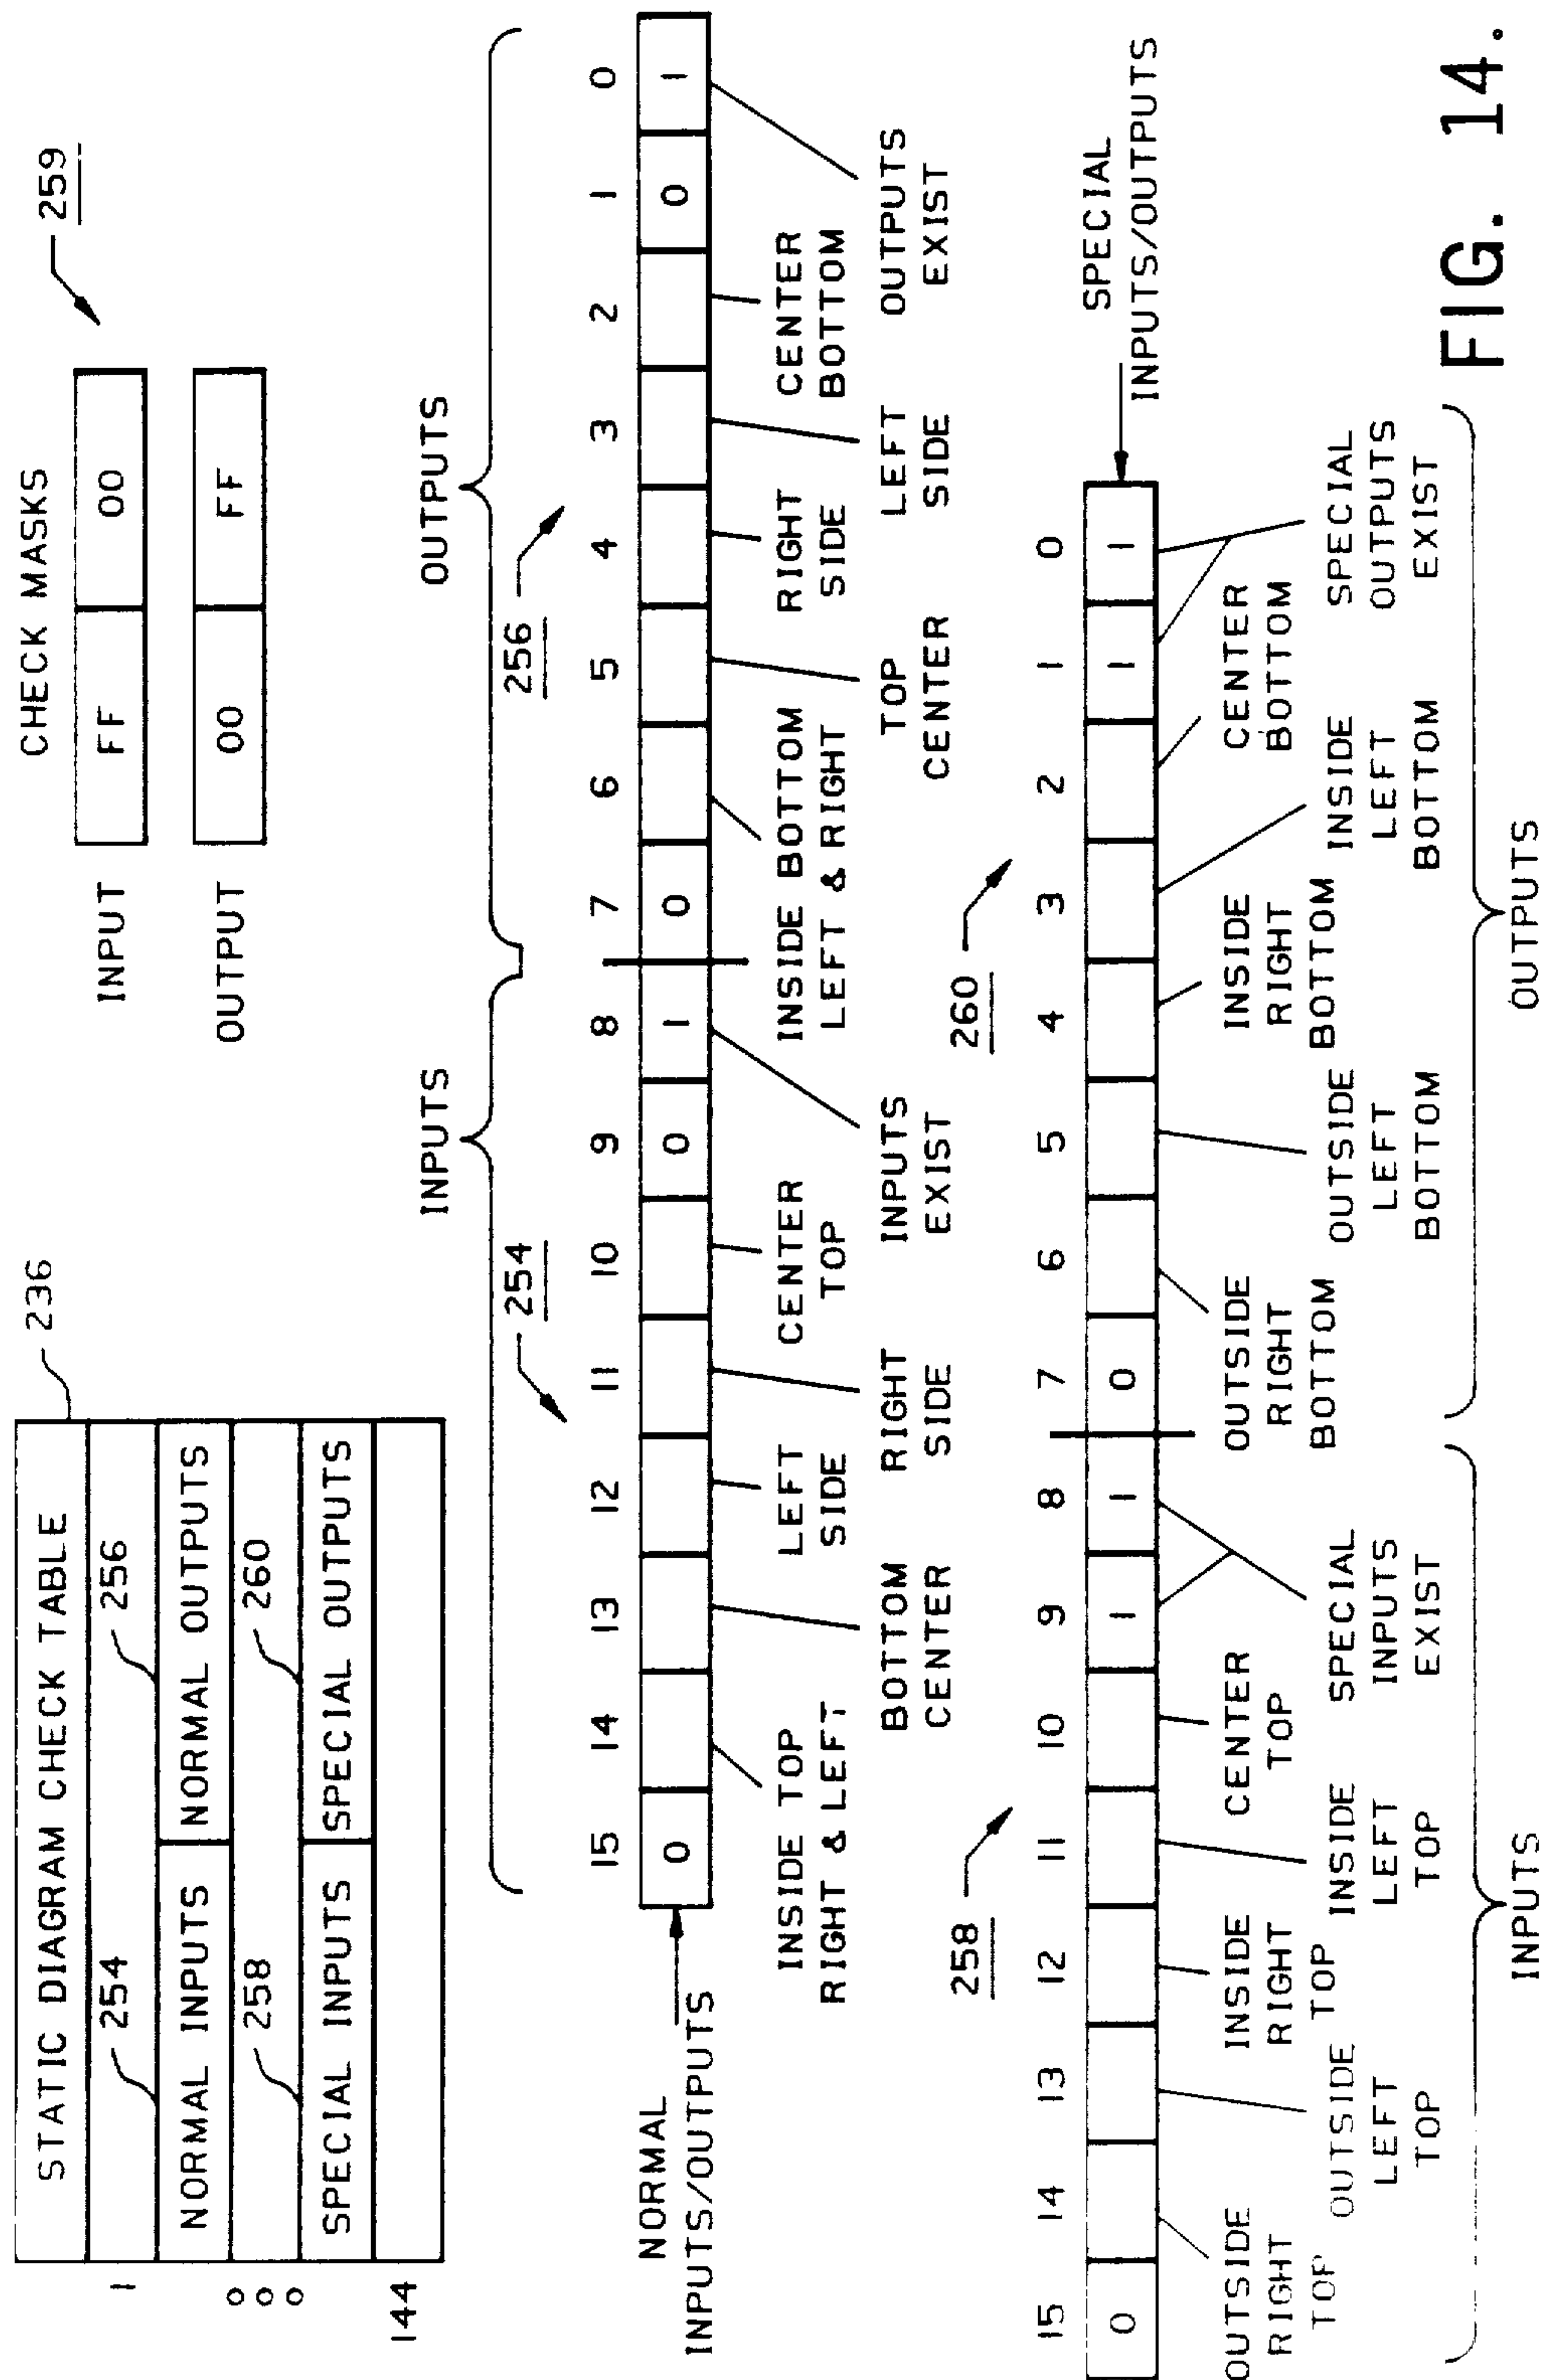 STATIC DIAGRAM CHECK TABLE
236
1
254
256
NORMAL INPUTS
NORMAL OUTPUTS
258
260
SPECIAL INPUTS
SPECIAL OUTPUTS
144
CHECK MASKS
259
INPUT
FF
00
OUTPUT
00
FF
INPUTS
OUTPUTS
254
256
15 14 13 12 11 10 9 8 7 6 5 4 3 2 1 0
NORMAL
INPUTS/OUTPUTS
0 0 1 0 0 1
INSIDE TOP
RIGHT & LEFT
BOTTOM
CENTER
LEFT
SIDE
RIGHT
SIDE
CENTER
TOP
INPUTS
EXIST
INSIDE BOTTOM
LEFT & RIGHT
TOP
CENTER
RIGHT
SIDE
LEFT
SIDE
CENTER
BOTTOM
OUTPUTS
EXIST
258
260
15 14 13 12 11 10 9 8 7 6 5 4 3 2 1 0
0 1 1 0 1 1
SPECIAL
INPUTS/OUTPUTS
OUTSIDE
RIGHT
TOP
OUTSIDE
LEFT
TOP
INSIDE
RIGHT
TOP
INSIDE
LEFT
TOP
CENTER
TOP
SPECIAL
INPUTS
EXIST
OUTSIDE
RIGHT
BOTTOM
OUTSIDE
LEFT
BOTTOM
INSIDE
RIGHT
BOTTOM
INSIDE
LEFT
BOTTOM
CENTER
BOTTOM
SPECIAL
OUTPUTS
EXIST
INPUTS
OUTPUTS
FIG. 14.